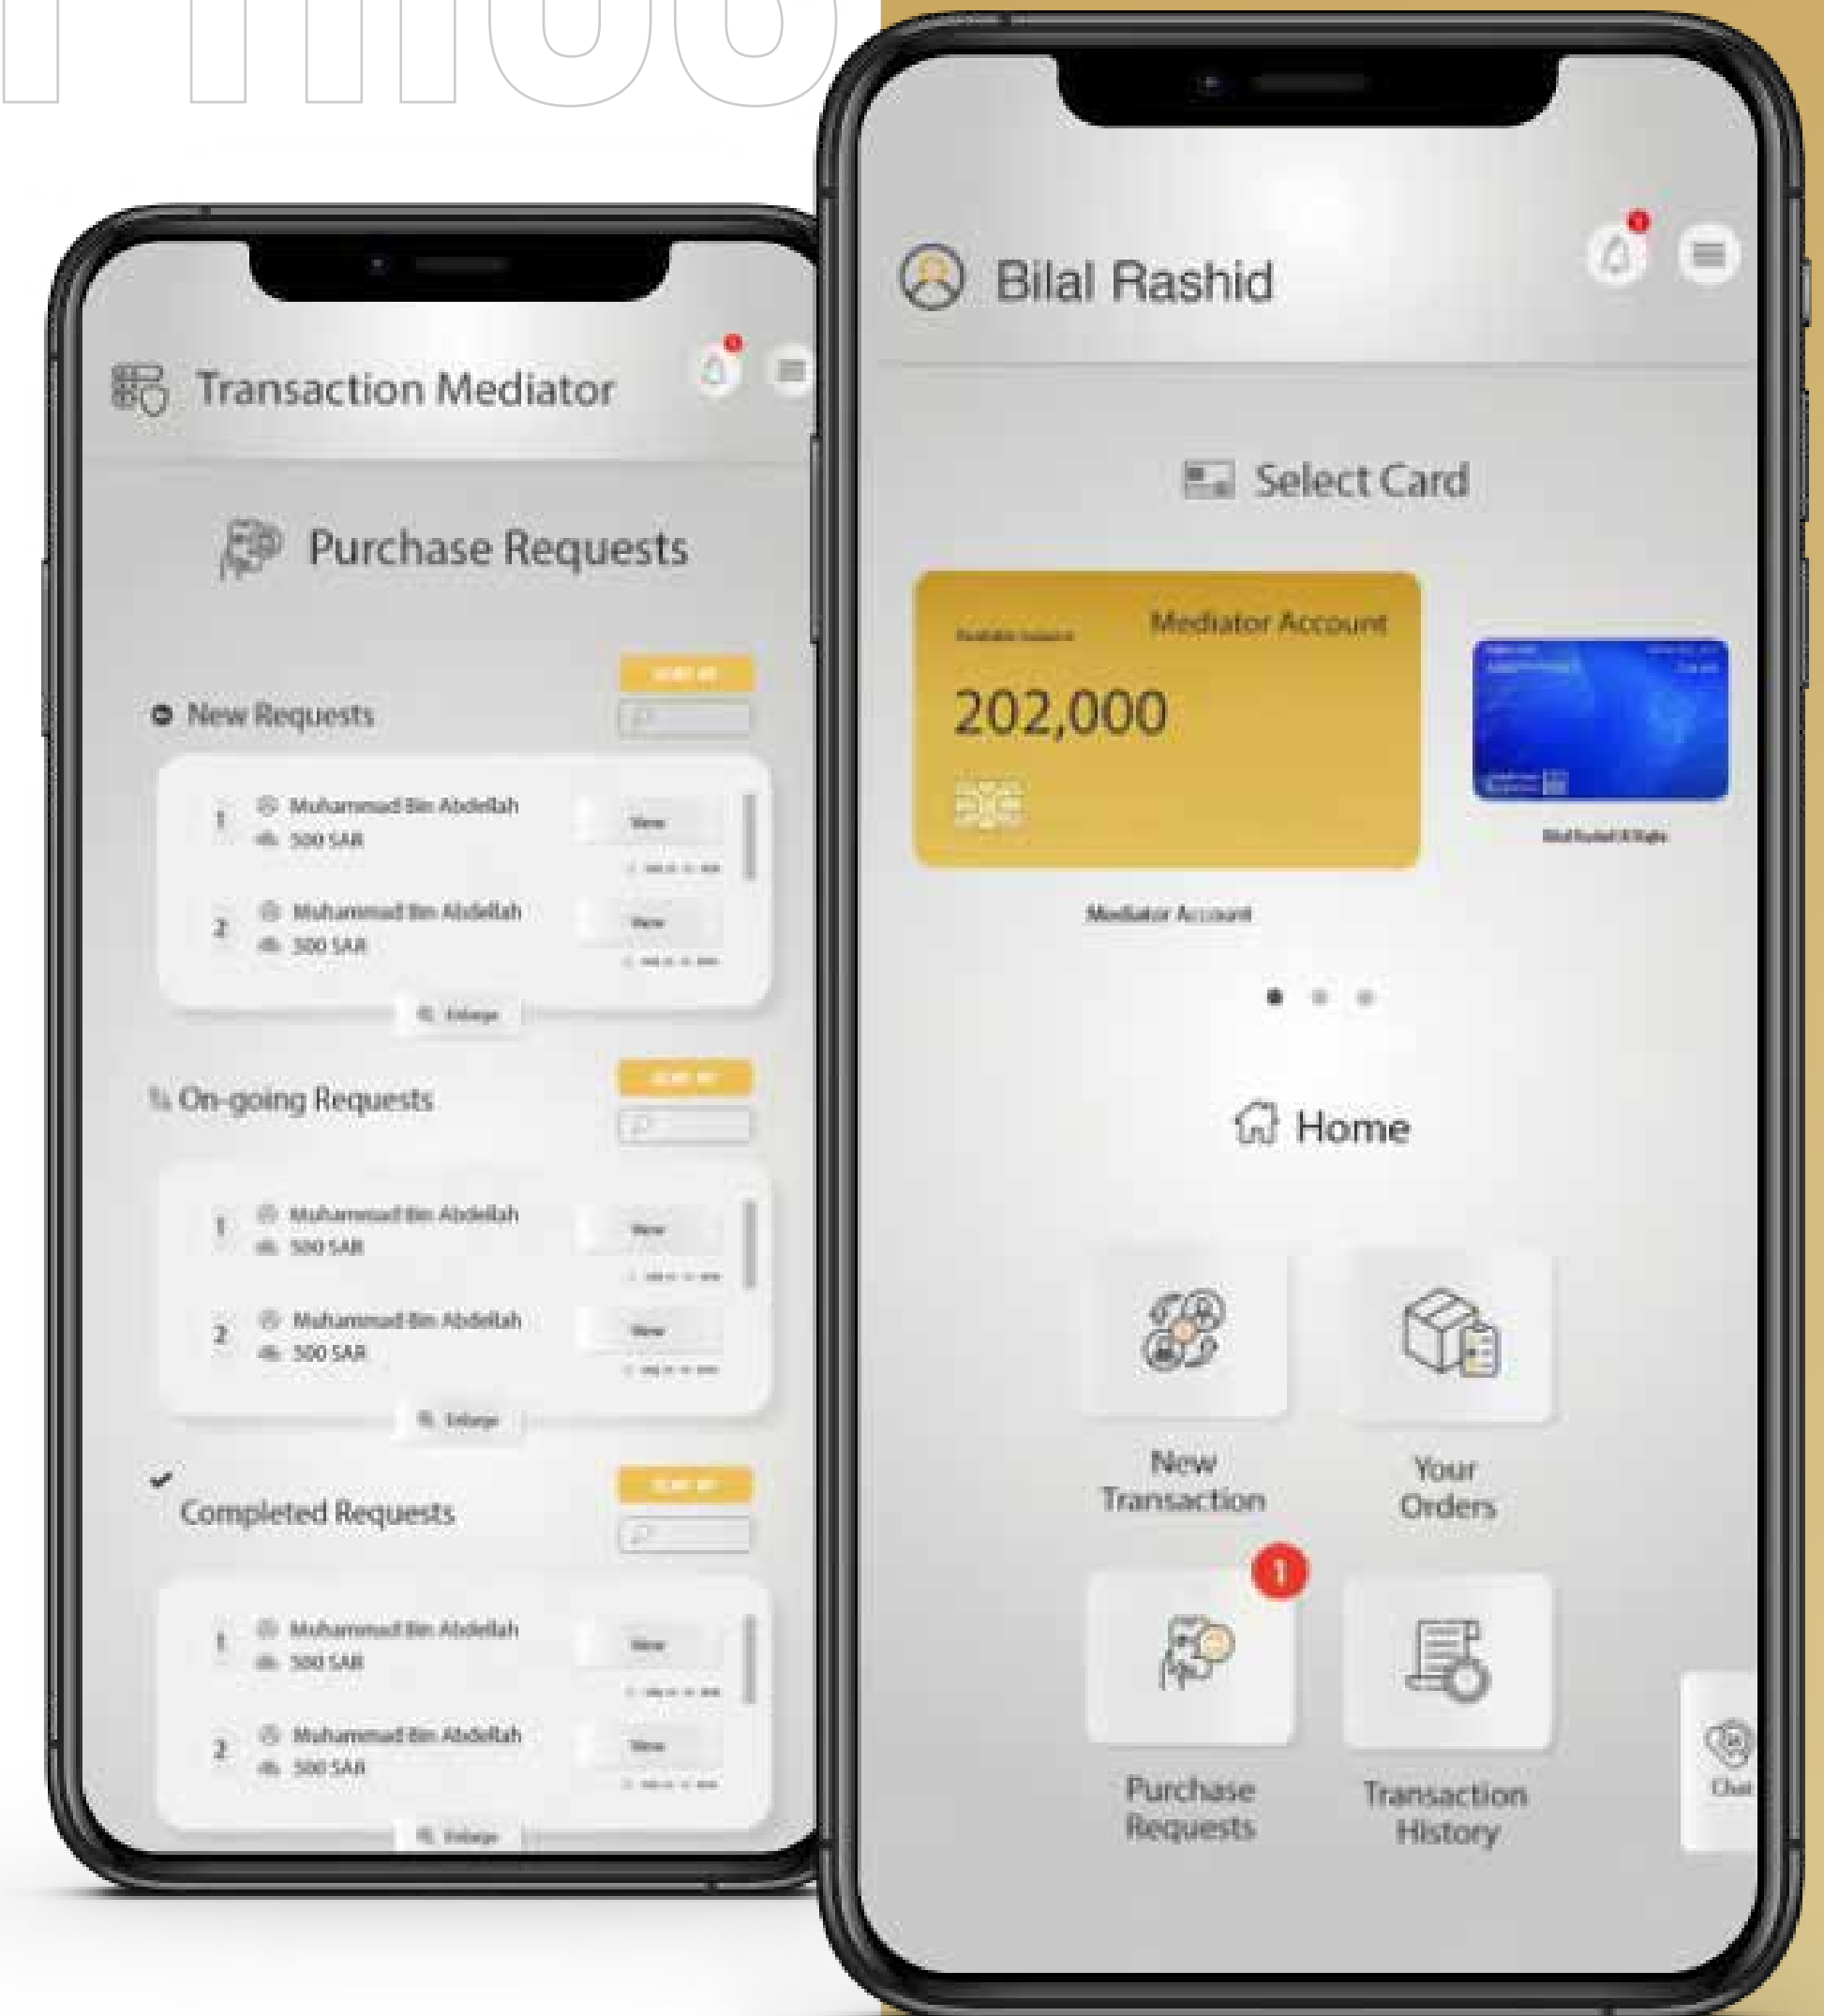 Transaction Mediator
Purchase Requests
New Requests
1
Muhammad Bin Abdellah
500 SAR
View
2
Muhammad Bin Abdellah
500 SAR
View
Enlarge
On-going Requests
1
Muhammad Bin Abdellah
500 SAR
View
2
Muhammad Bin Abdellah
500 SAR
View
Enlarge
Completed Requests
1
Muhammad Bin Abdellah
500 SAR
View
2
Muhammad Bin Abdellah
500 SAR
View
Enlarge
Bilal Rashid
Select Card
Mediator Account
202,000
Mediator Account
Home
New
Transaction
Your
Orders
1
Purchase
Requests
Transaction
History
Chat